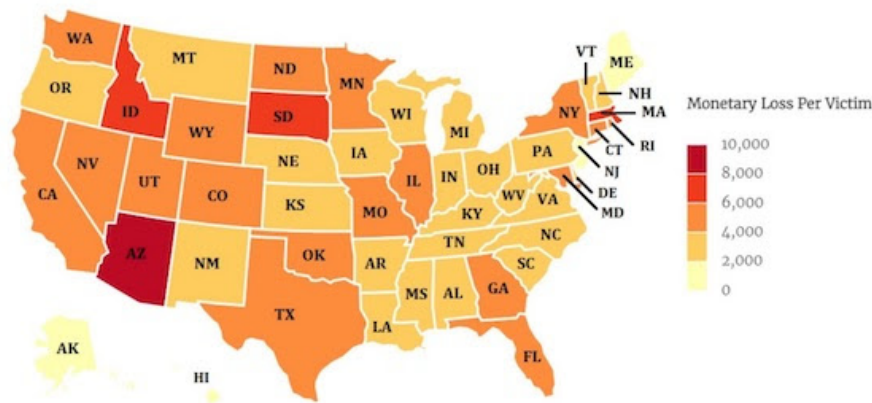 WA
MT
ND
MN
VT
ME
OR
ID
SD
WI
MI
NY
NH
MA
WY
NE
IA
PA
CT
RI
NJ
NV
UT
CO
IL
IN
OH
DE
MD
CA
KS
MO
WV
VA
KY
AZ
NM
OK
AR
TN
NC
SC
TX
LA
MS
AL
GA
FL
AK
HI
Monetary Loss Per Victim
10,000
8,000
6,000
4,000
2,000
0